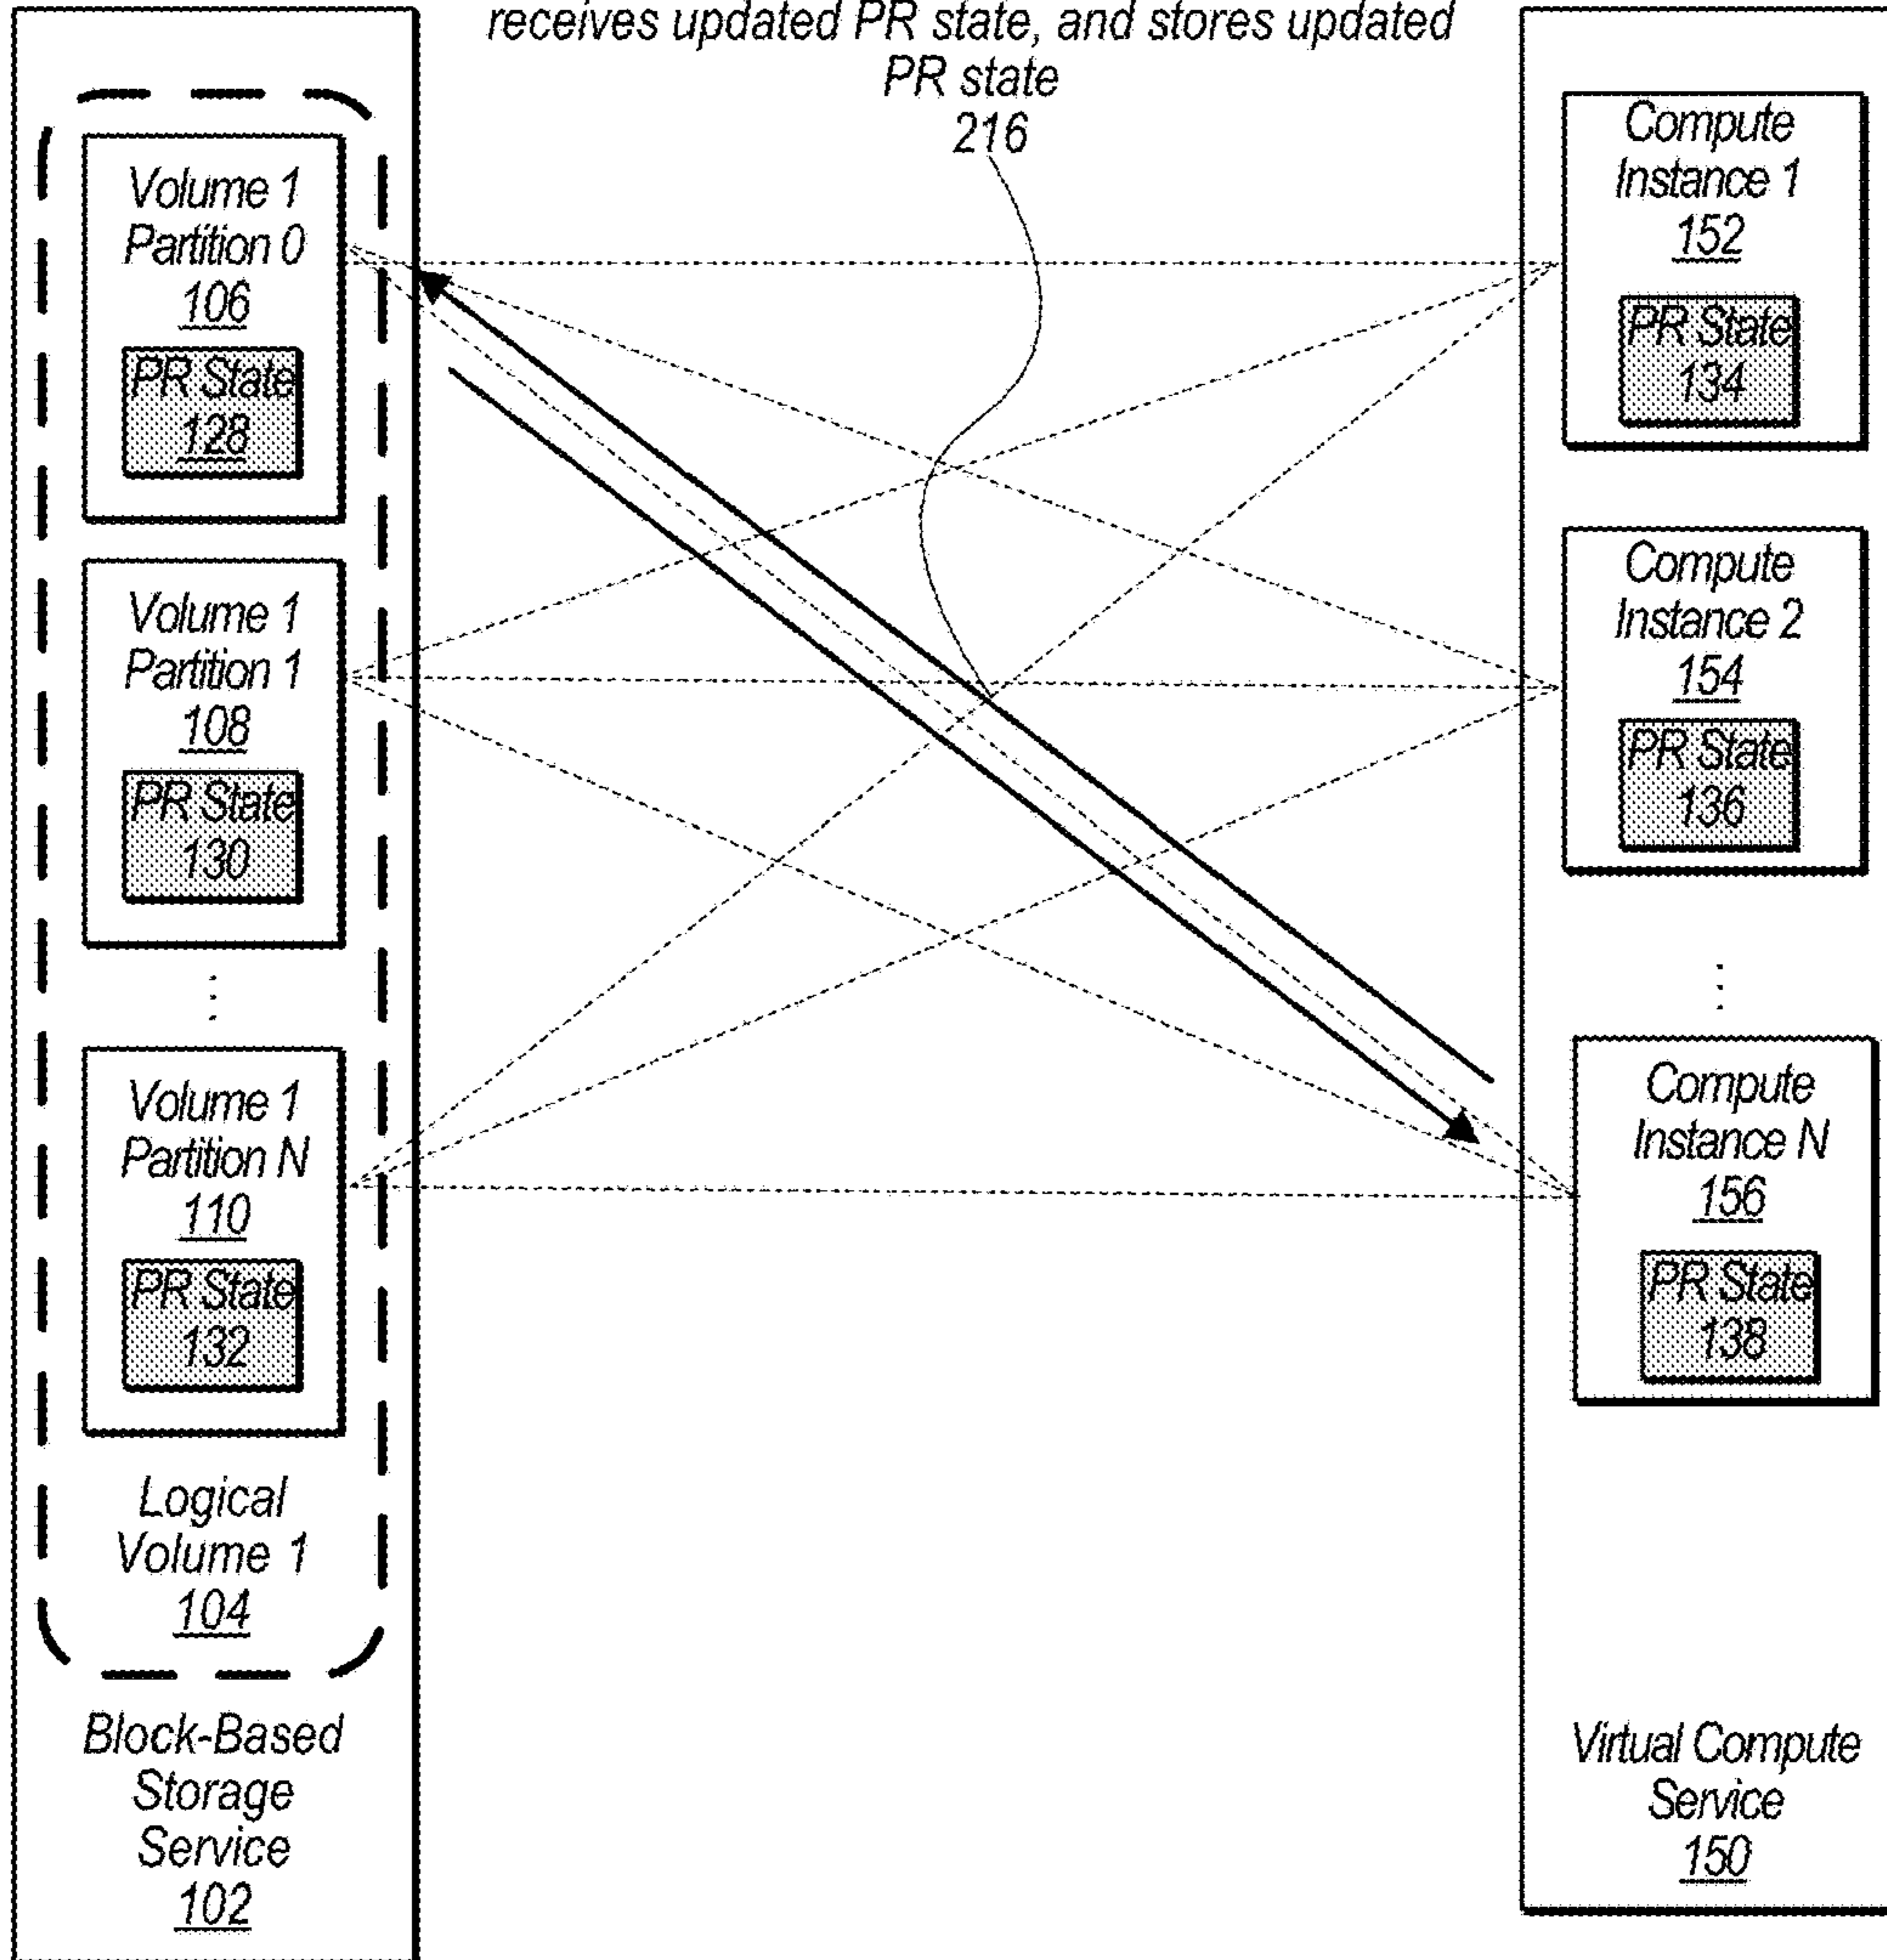 receives updated PR state, and stores updated
PR state
216
Volume 1
Partition 0
106
PR State
128
Volume 1
Partition 1
108
PR State
130
Volume 1
Partition N
110
PR State
132
Logical
Volume 1
104
Block-Based
Storage
Service
102
Compute
Instance 1
152
PR State
134
Compute
Instance 2
154
PR State
136
Compute
Instance N
156
PR State
138
Virtual Compute
Service
150